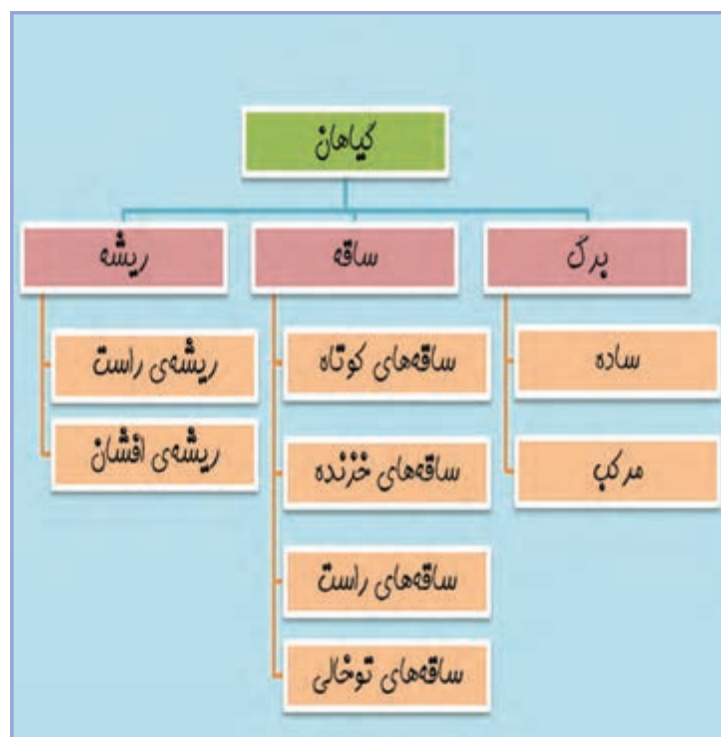 گیاهان
برگ
ساقه
ریشه
ساده
مرکب
ساقه‌های کوتاه
ساقه‌های خزنده
ساقه‌های راست
ساقه‌های توخالی
ریشه‌ی راست
ریشه‌ی افشان